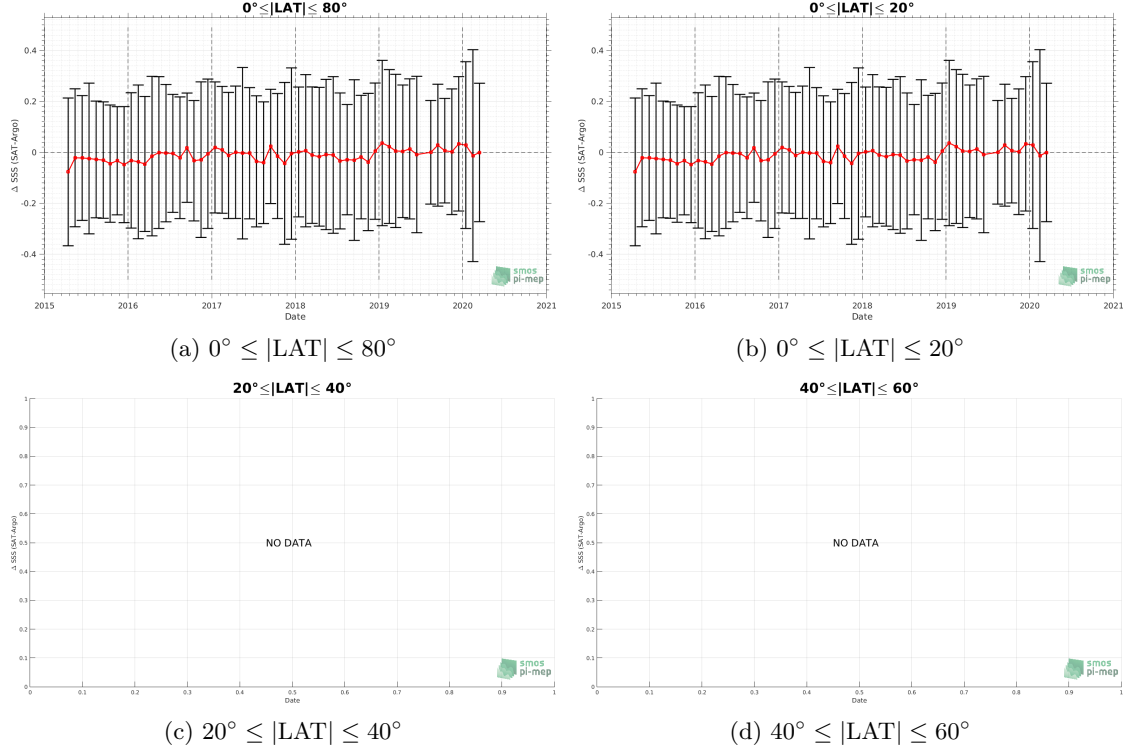 0°≤|LAT|≤ 80°
0.4
0.2
0
-0.2
-0.4
Δ SSS (SAT-Argo)
2015 2016 2017 2018 2019 2020 2021
Date
smos
pi-mep
(a) 0° ≤ |LAT| ≤ 80°
0°≤|LAT|≤ 20°
0.4
0.2
0
-0.2
-0.4
Δ SSS (SAT-Argo)
2015 2016 2017 2018 2019 2020 2021
Date
smos
pi-mep
(b) 0° ≤ |LAT| ≤ 20°
20°≤|LAT|≤ 40°
1
0.9
0.8
0.7
0.6
0.5
0.4
0.3
0.2
0.1
0
Δ SSS (SAT-Argo)
NO DATA
0 0.1 0.2 0.3 0.4 0.5 0.6 0.7 0.8 0.9 1
Date
smos
pi-mep
(c) 20° ≤ |LAT| ≤ 40°
40°≤|LAT|≤ 60°
1
0.9
0.8
0.7
0.6
0.5
0.4
0.3
0.2
0.1
0
Δ SSS (SAT-Argo)
NO DATA
0 0.1 0.2 0.3 0.4 0.5 0.6 0.7 0.8 0.9 1
Date
smos
pi-mep
(d) 40° ≤ |LAT| ≤ 60°